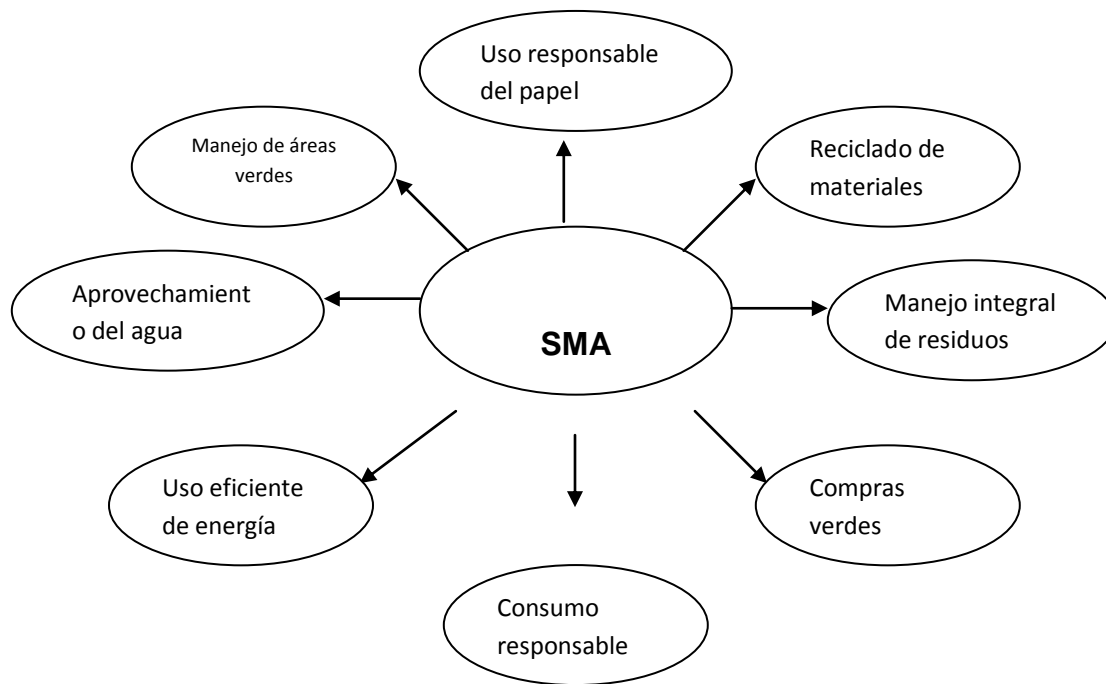 Uso responsable
del papel
Manejo de áreas
verdes
Reciclado de
materiales
Aprovechamient
o del agua
SMA
Manejo integral
de residuos
Uso eficiente
de energía
Compras
verdes
Consumo
responsable